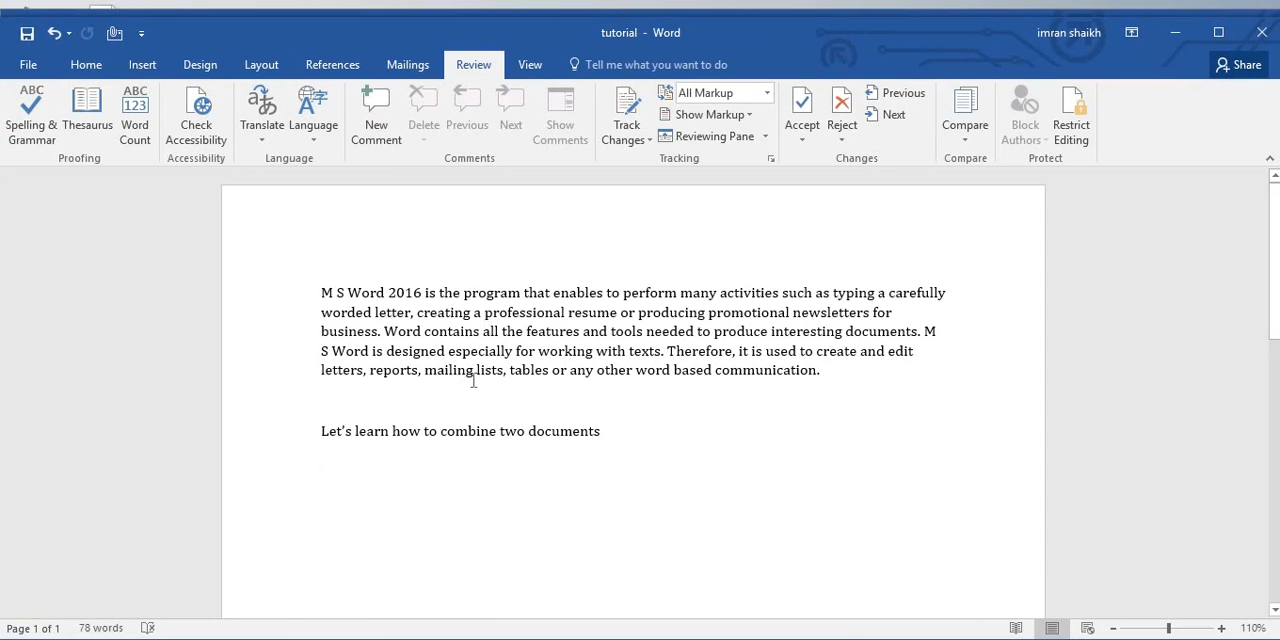 tutorial - Word
imran shaikh
File Home Insert Design Layout References Mailings Review View Tell me what you want to do Share
ABC
Spelling &
Grammar
Thesaurus
ABC
123
Word
Count
Proofing
Check
Accessibility
Accessibility
Translate
Language
Language
New
Comment
Delete
Previous
Next
Show
Comments
Comments
Track
Changes
All Markup
Show Markup
Reviewing Pane
Tracking
Accept
Reject
Previous
Next
Changes
Compare
Compare
Block
Authors
Restrict
Editing
Protect
M S Word 2016 is the program that enables to perform many activities such as typing a carefully
worded letter, creating a professional resume or producing promotional newsletters for
business. Word contains all the features and tools needed to produce interesting documents. M
S Word is designed especially for working with texts. Therefore, it is used to create and edit
letters, reports, mailing lists, tables or any other word based communication.
Let's learn how to combine two documents
Page 1 of 1 78 words 110%